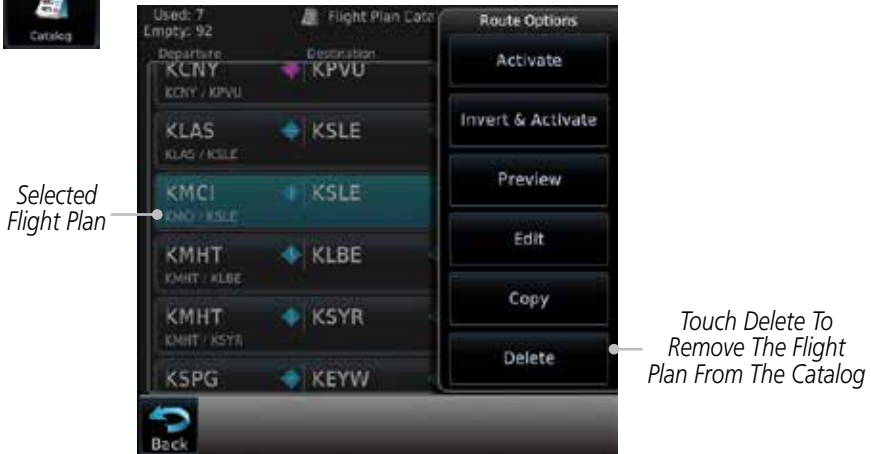 Catalog
Used: 7
Empty: 92
Flight Plan Cata
Route Options
Departure
Destination
KCNY
KPVU
KCNY / KPVU
Activate
KLAS
KSLE
KLAS / KSLE
Invert & Activate
Selected
Flight Plan
KMCI
KSLE
KMCI / KSLE
Preview
KMHT
KLBE
KMHT / KLBE
Edit
KMHT
KSYR
KMHT / KSYR
Copy
KSPG
KEYW
Delete
Touch Delete To
Remove The Flight
Plan From The Catalog
Back